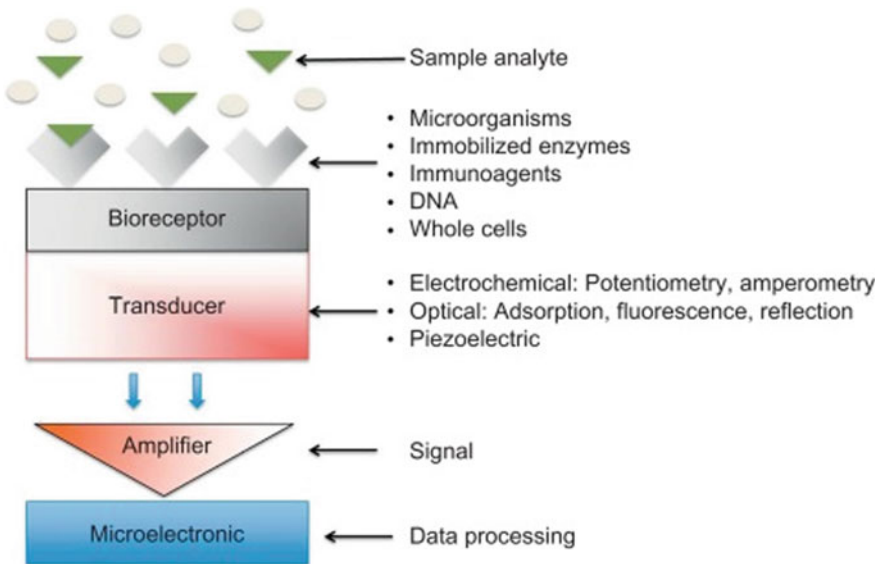 Sample analyte
• Microorganisms
• Immobilized enzymes
• Immunoagents
• DNA
• Whole cells
Bioreceptor
• Electrochemical: Potentiometry, amperometry
• Optical: Adsorption, fluorescence, reflection
• Piezoelectric
Transducer
Amplifier
Signal
Microelectronic
Data processing